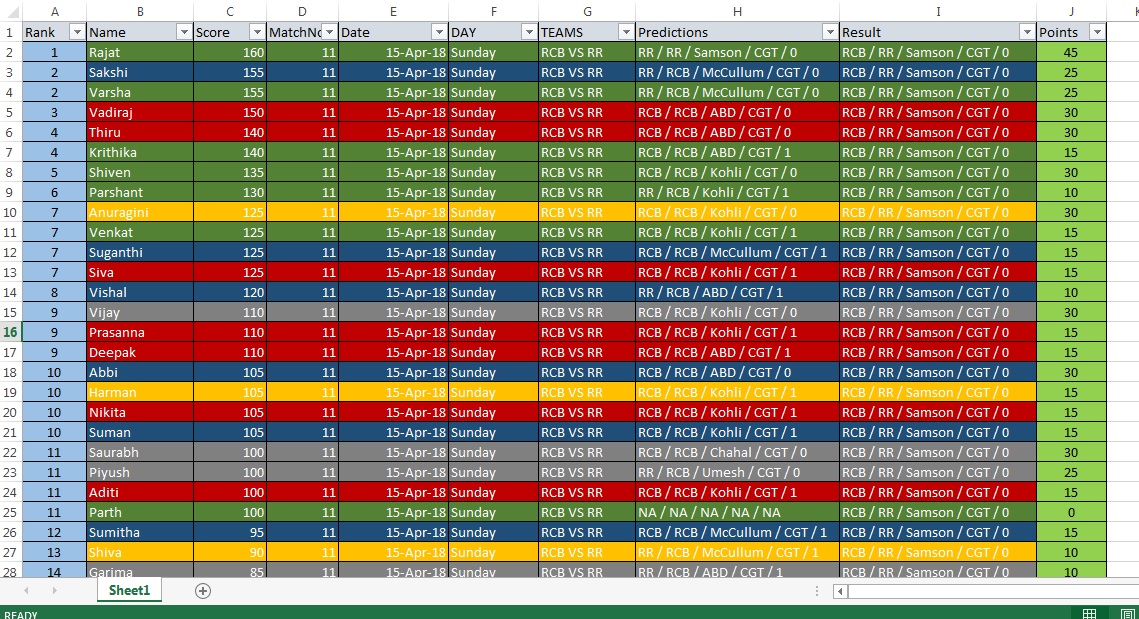 A B C D E F G H I J
1 Rank Name Score MatchNo Date DAY TEAMS Predictions Result Points
2 1 Rajat 160 11 15-Apr-18 Sunday RCB VS RR RR / RR / Samson / CGT / 0 RCB / RR / Samson / CGT / 0 45
3 2 Sakshi 155 11 15-Apr-18 Sunday RCB VS RR RR / RCB / McCullum / CGT / 0 RCB / RR / Samson / CGT / 0 25
4 2 Varsha 155 11 15-Apr-18 Sunday RCB VS RR RR / RCB / McCullum / CGT / 0 RCB / RR / Samson / CGT / 0 25
5 3 Vadiraj 150 11 15-Apr-18 Sunday RCB VS RR RCB / RCB / ABD / CGT / 0 RCB / RR / Samson / CGT / 0 30
6 4 Thiru 140 11 15-Apr-18 Sunday RCB VS RR RCB / RCB / ABD / CGT / 0 RCB / RR / Samson / CGT / 0 30
7 4 Krithika 140 11 15-Apr-18 Sunday RCB VS RR RCB / RCB / ABD / CGT / 1 RCB / RR / Samson / CGT / 0 15
8 5 Shiven 135 11 15-Apr-18 Sunday RCB VS RR RCB / RCB / Kohli / CGT / 0 RCB / RR / Samson / CGT / 0 30
9 6 Parshant 130 11 15-Apr-18 Sunday RCB VS RR RR / RCB / Kohli / CGT / 1 RCB / RR / Samson / CGT / 0 10
10 7 Anuragini 125 11 15-Apr-18 Sunday RCB VS RR RCB / RCB / Kohli / CGT / 0 RCB / RR / Samson / CGT / 0 30
11 7 Venkat 125 11 15-Apr-18 Sunday RCB VS RR RCB / RCB / Kohli / CGT / 1 RCB / RR / Samson / CGT / 0 15
12 7 Suganthi 125 11 15-Apr-18 Sunday RCB VS RR RCB / RCB / McCullum / CGT / 1 RCB / RR / Samson / CGT / 0 15
13 7 Siva 125 11 15-Apr-18 Sunday RCB VS RR RCB / RCB / Kohli / CGT / 1 RCB / RR / Samson / CGT / 0 15
14 8 Vishal 120 11 15-Apr-18 Sunday RCB VS RR RR / RCB / ABD / CGT / 1 RCB / RR / Samson / CGT / 0 10
15 9 Vijay 110 11 15-Apr-18 Sunday RCB VS RR RCB / RCB / Kohli / CGT / 0 RCB / RR / Samson / CGT / 0 30
16 9 Prasanna 110 11 15-Apr-18 Sunday RCB VS RR RCB / RCB / Kohli / CGT / 1 RCB / RR / Samson / CGT / 0 15
17 9 Deepak 110 11 15-Apr-18 Sunday RCB VS RR RCB / RCB / ABD / CGT / 1 RCB / RR / Samson / CGT / 0 15
18 10 Abbi 105 11 15-Apr-18 Sunday RCB VS RR RCB / RCB / ABD / CGT / 0 RCB / RR / Samson / CGT / 0 30
19 10 Harman 105 11 15-Apr-18 Sunday RCB VS RR RCB / RCB / Kohli / CGT / 1 RCB / RR / Samson / CGT / 0 15
20 10 Nikita 105 11 15-Apr-18 Sunday RCB VS RR RCB / RCB / Kohli / CGT / 1 RCB / RR / Samson / CGT / 0 15
21 10 Suman 105 11 15-Apr-18 Sunday RCB VS RR RCB / RCB / Kohli / CGT / 1 RCB / RR / Samson / CGT / 0 15
22 11 Saurabh 100 11 15-Apr-18 Sunday RCB VS RR RCB / RCB / Chahal / CGT / 0 RCB / RR / Samson / CGT / 0 30
23 11 Piyush 100 11 15-Apr-18 Sunday RCB VS RR RR / RCB / Umesh / CGT / 0 RCB / RR / Samson / CGT / 0 25
24 11 Aditi 100 11 15-Apr-18 Sunday RCB VS RR RCB / RCB / Kohli / CGT / 1 RCB / RR / Samson / CGT / 0 15
25 11 Parth 100 11 15-Apr-18 Sunday RCB VS RR NA / NA / NA / NA / NA RCB / RR / Samson / CGT / 0 0
26 12 Sumitha 95 11 15-Apr-18 Sunday RCB VS RR RCB / RCB / McCullum / CGT / 1 RCB / RR / Samson / CGT / 0 15
27 13 Shiva 90 11 15-Apr-18 Sunday RCB VS RR RR / RCB / McCullum / CGT / 1 RCB / RR / Samson / CGT / 0 10
28 14 Garima 85 11 15-Apr-18 Sunday RCB VS RR RR / RCB / ABD / CGT / 1 RCB / RR / Samson / CGT / 0 10
Sheet1
READY